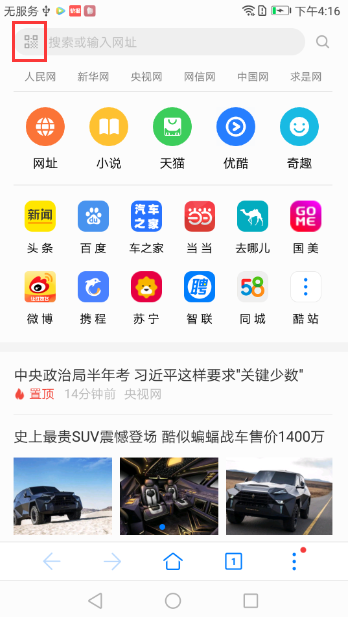 无服务 下午4:16
搜索或输入网址
人民网 新华网 央视网 网信网 中国网 求是网
网址 小说 天猫 优酷 奇趣
新闻 汽车之家 当当 GOME
头条 百度 车之家 当当 去哪儿 国美
聘 58
微博 携程 苏宁 智联 同城 酷站
中央政治局半年考 习近平这样要求"关键少数"
置顶 14分钟前 央视网
史上最贵SUV震憾登场 酷似蝙蝠战车售价1400万
1